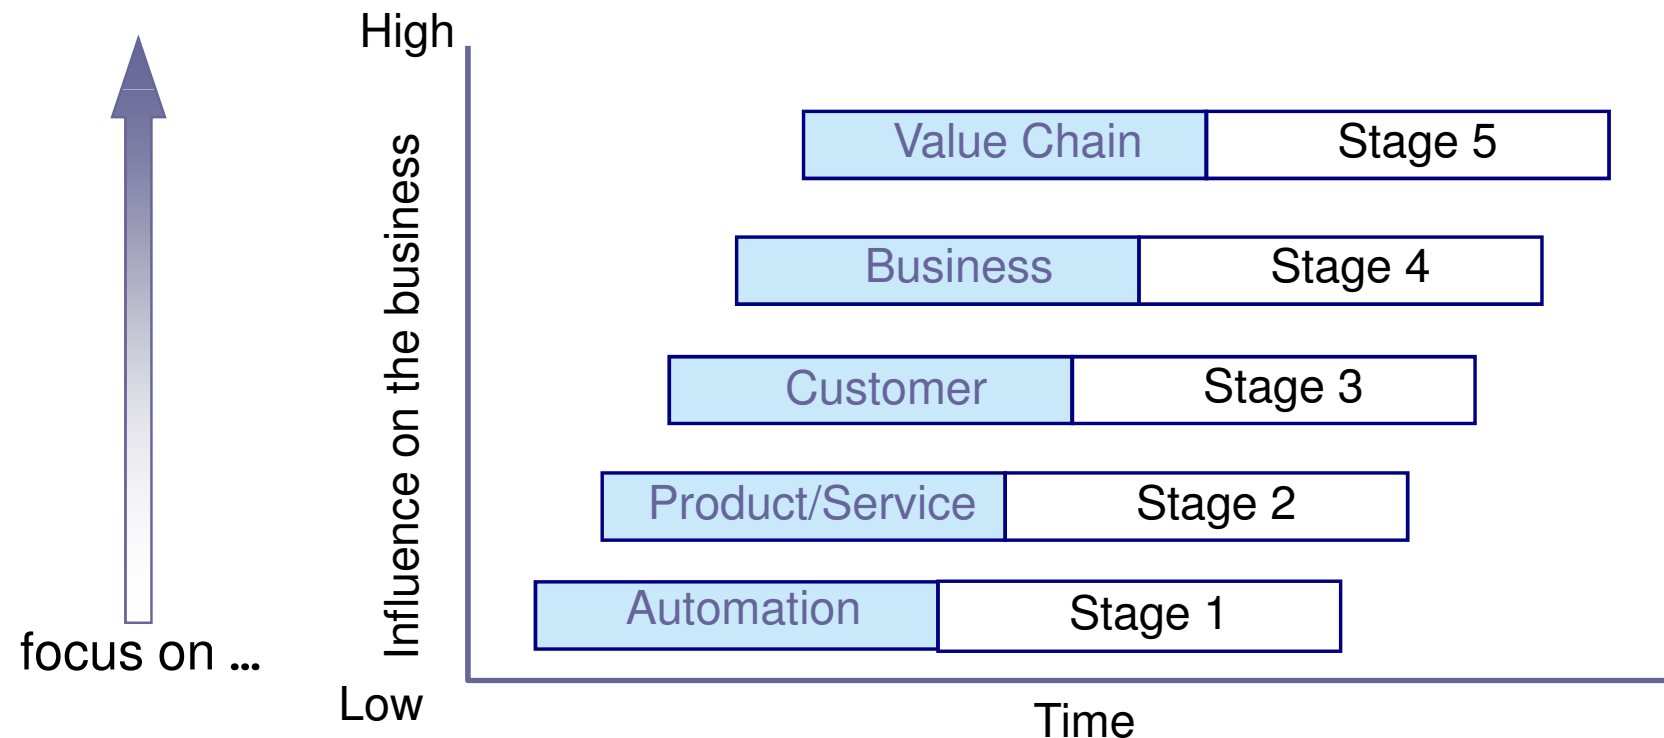 High
Value Chain Stage 5
Business Stage 4
Customer Stage 3
Product/Service Stage 2
Automation Stage 1
Influence on the business
focus on ...
Low
Time